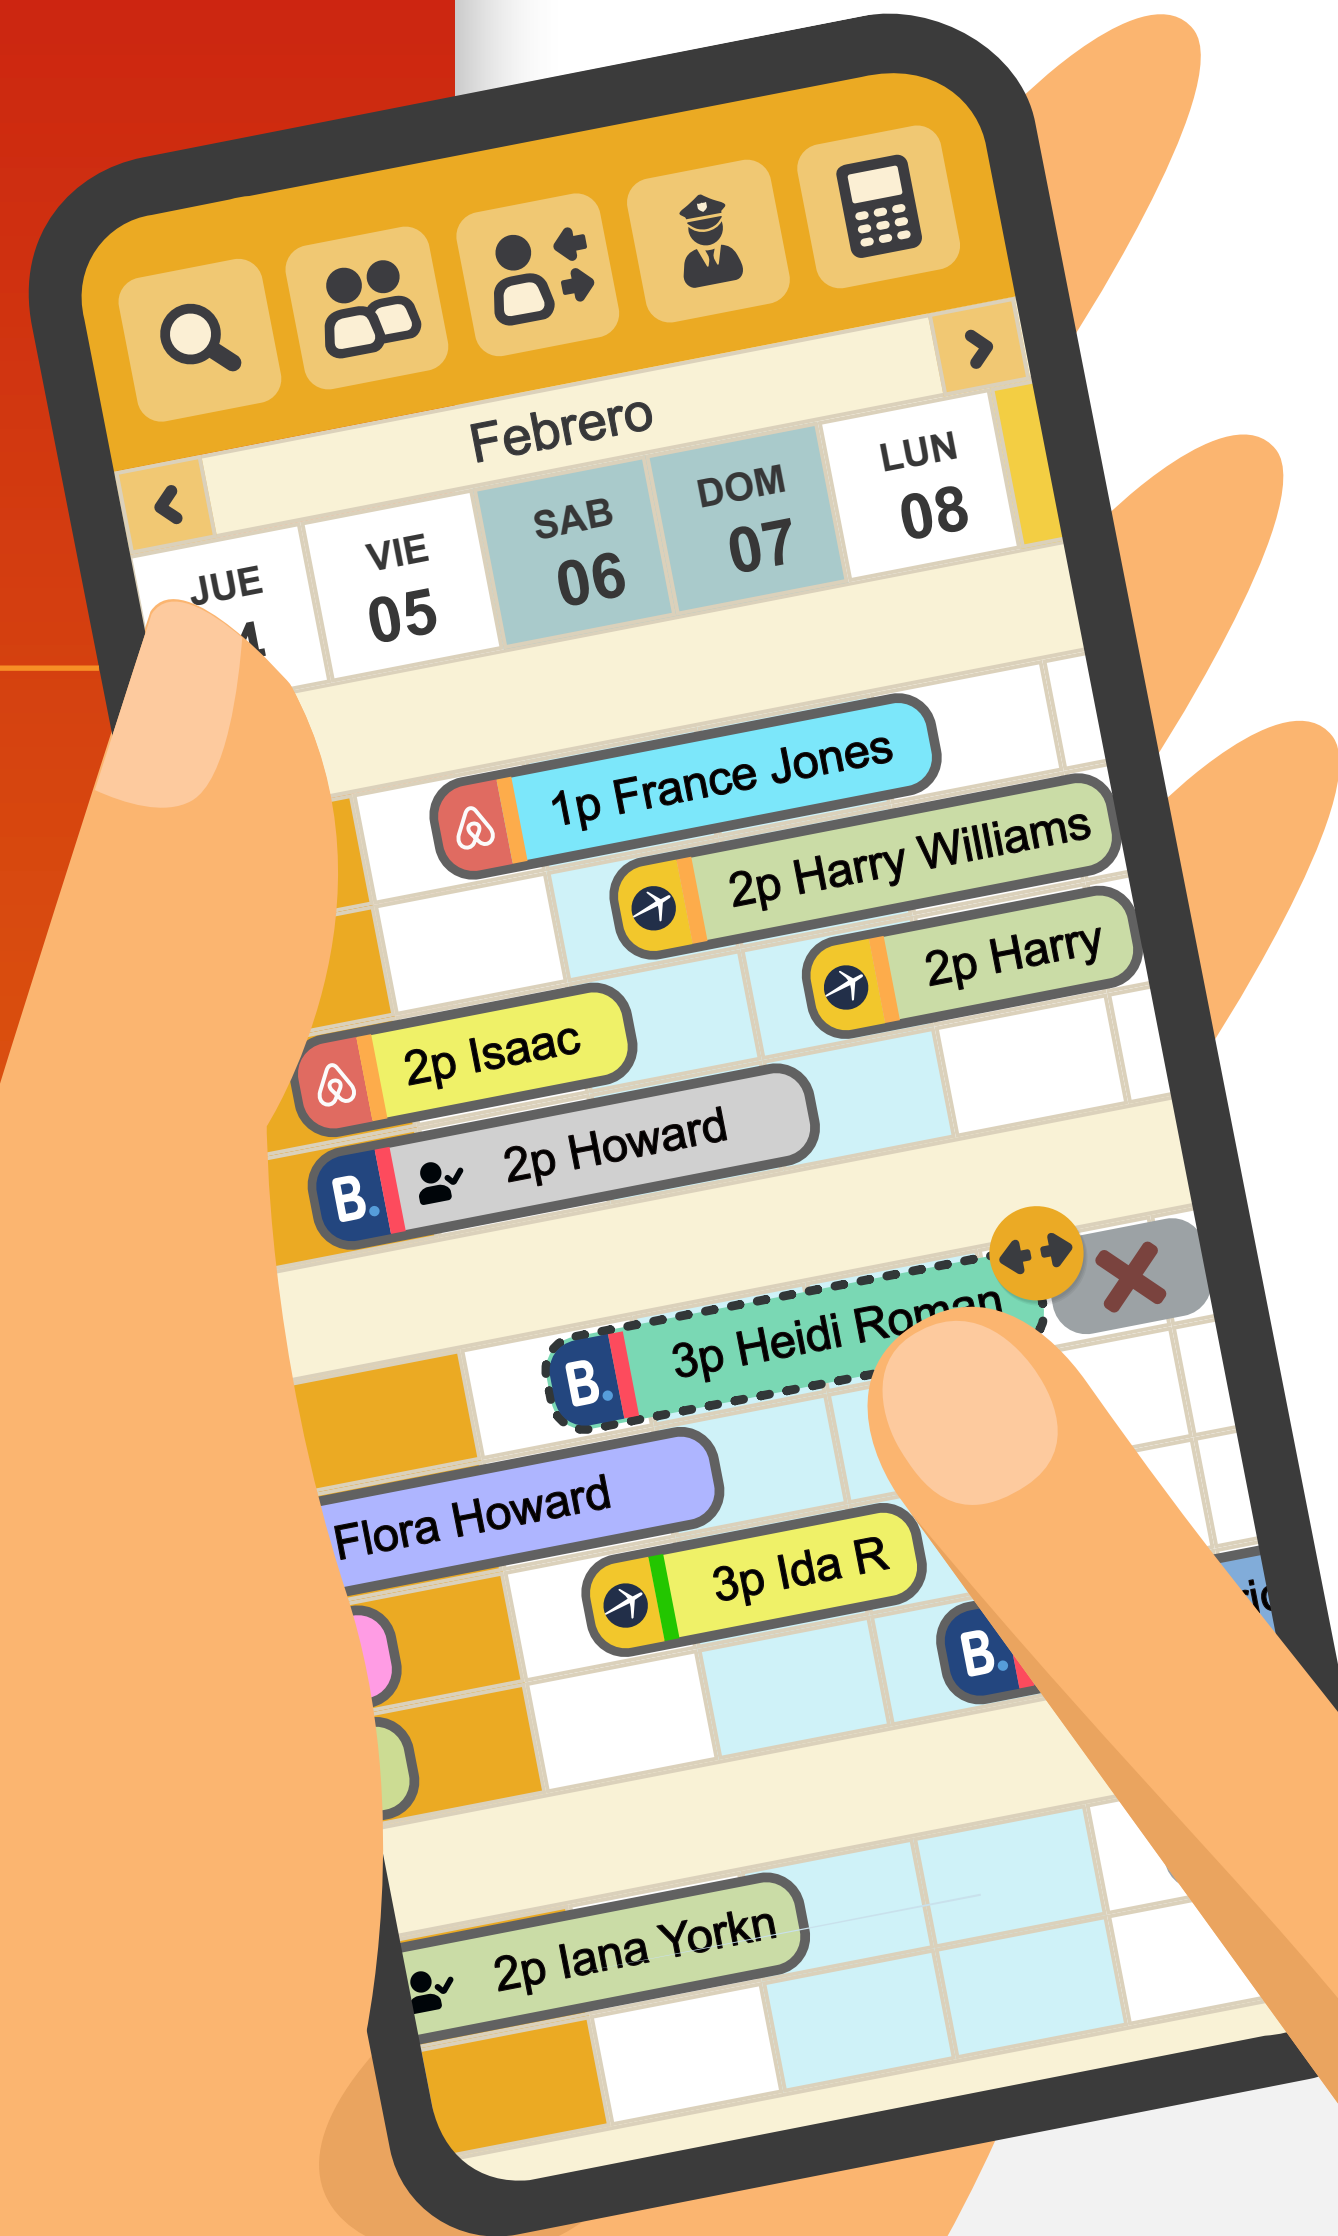 Febrero
JUE
VIE
05
SAB
06
DOM
07
LUN
08
1p France Jones
2p Harry Williams
2p Harry
2p Isaac
B. 2p Howard
B. 3p Heidi Roman
Flora Howard
3p Ida R
B.
2p Iana Yorkn